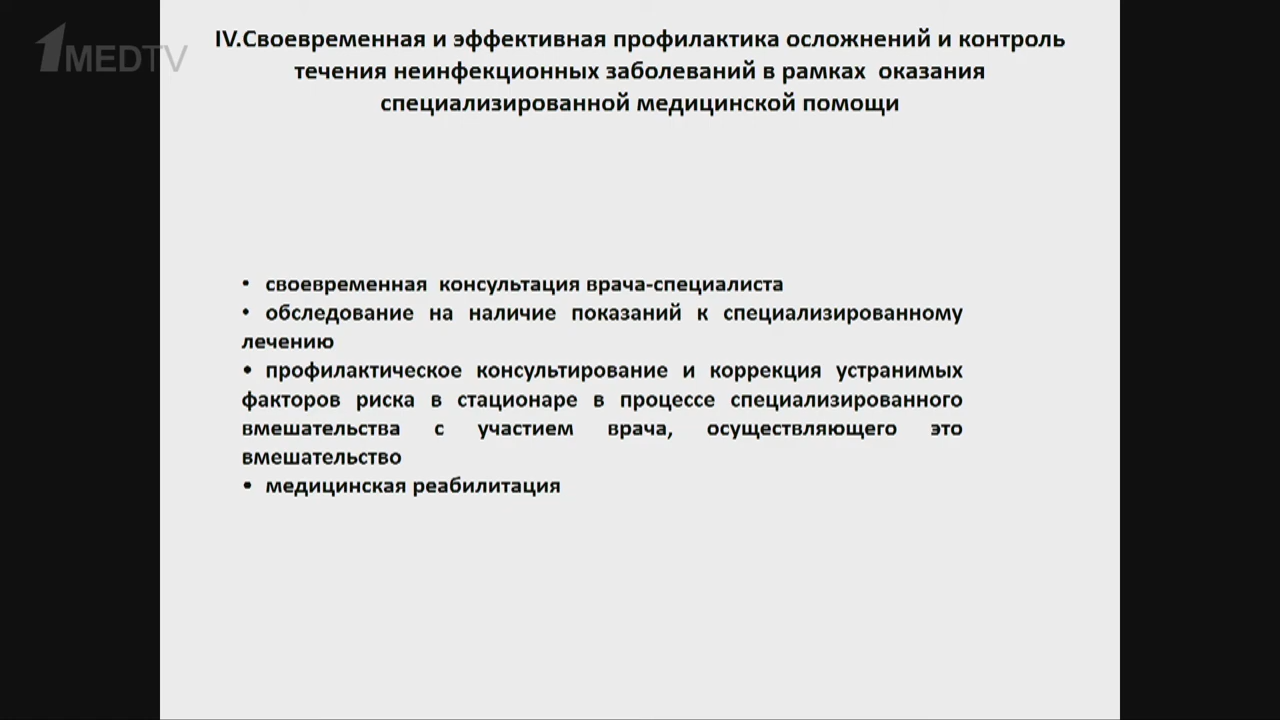 1MEDTV
IV.Своевременная и эффективная профилактика осложнений и контроль
течения неинфекционных заболеваний в рамках оказания
специализированной медицинской помощи
• своевременная консультация врача-специалиста
• обследование на наличие показаний к специализированному
лечению
• профилактическое консультирование и коррекция устранимых
факторов риска в стационаре в процессе специализированного
вмешательства с участием врача, осуществляющего это
вмешательство
• медицинская реабилитация